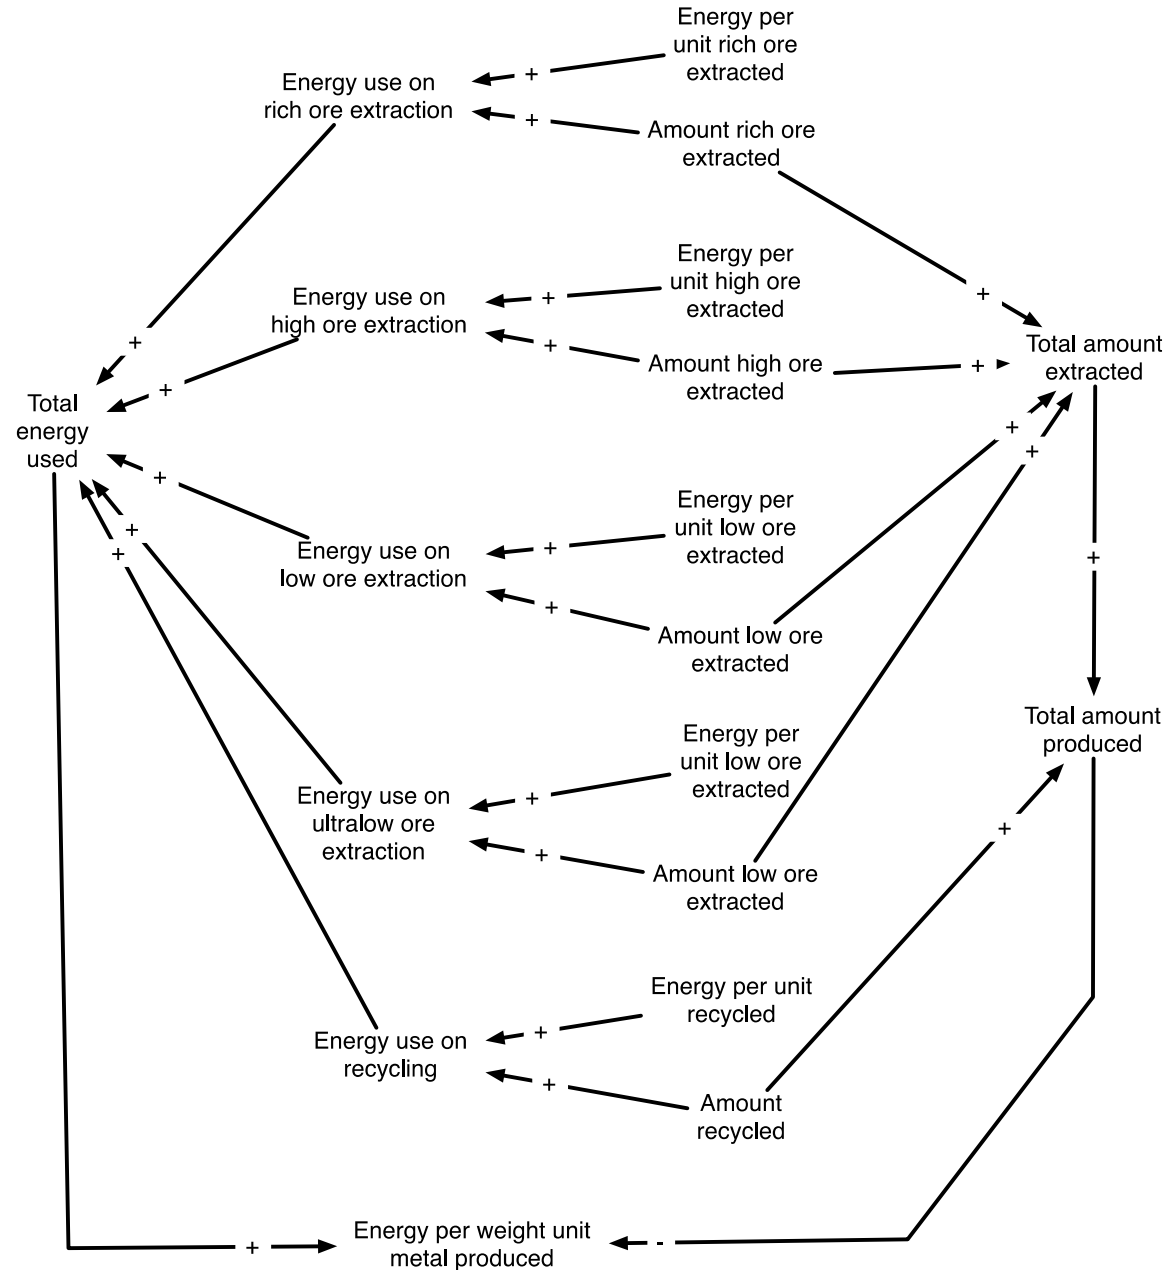 Energy per
unit rich ore
extracted
+
Energy use on
rich ore extraction
+
Amount rich ore
extracted
Energy per
unit high ore
extracted
+
+
Energy use on
high ore extraction
+
+
Amount high ore
extracted
+
Total amount
extracted
+
Total
energy
used
+
+
+
Energy per
unit low ore
extracted
+
+
Energy use on
low ore extraction
+
+
+
Amount low ore
extracted
Total amount
produced
Energy per
unit low ore
extracted
+
Energy use on
ultralow ore
extraction
+
+
Amount low ore
extracted
Energy per unit
recycled
+
Energy use on
recycling
+
Amount
recycled
Energy per weight unit
metal produced
+
-